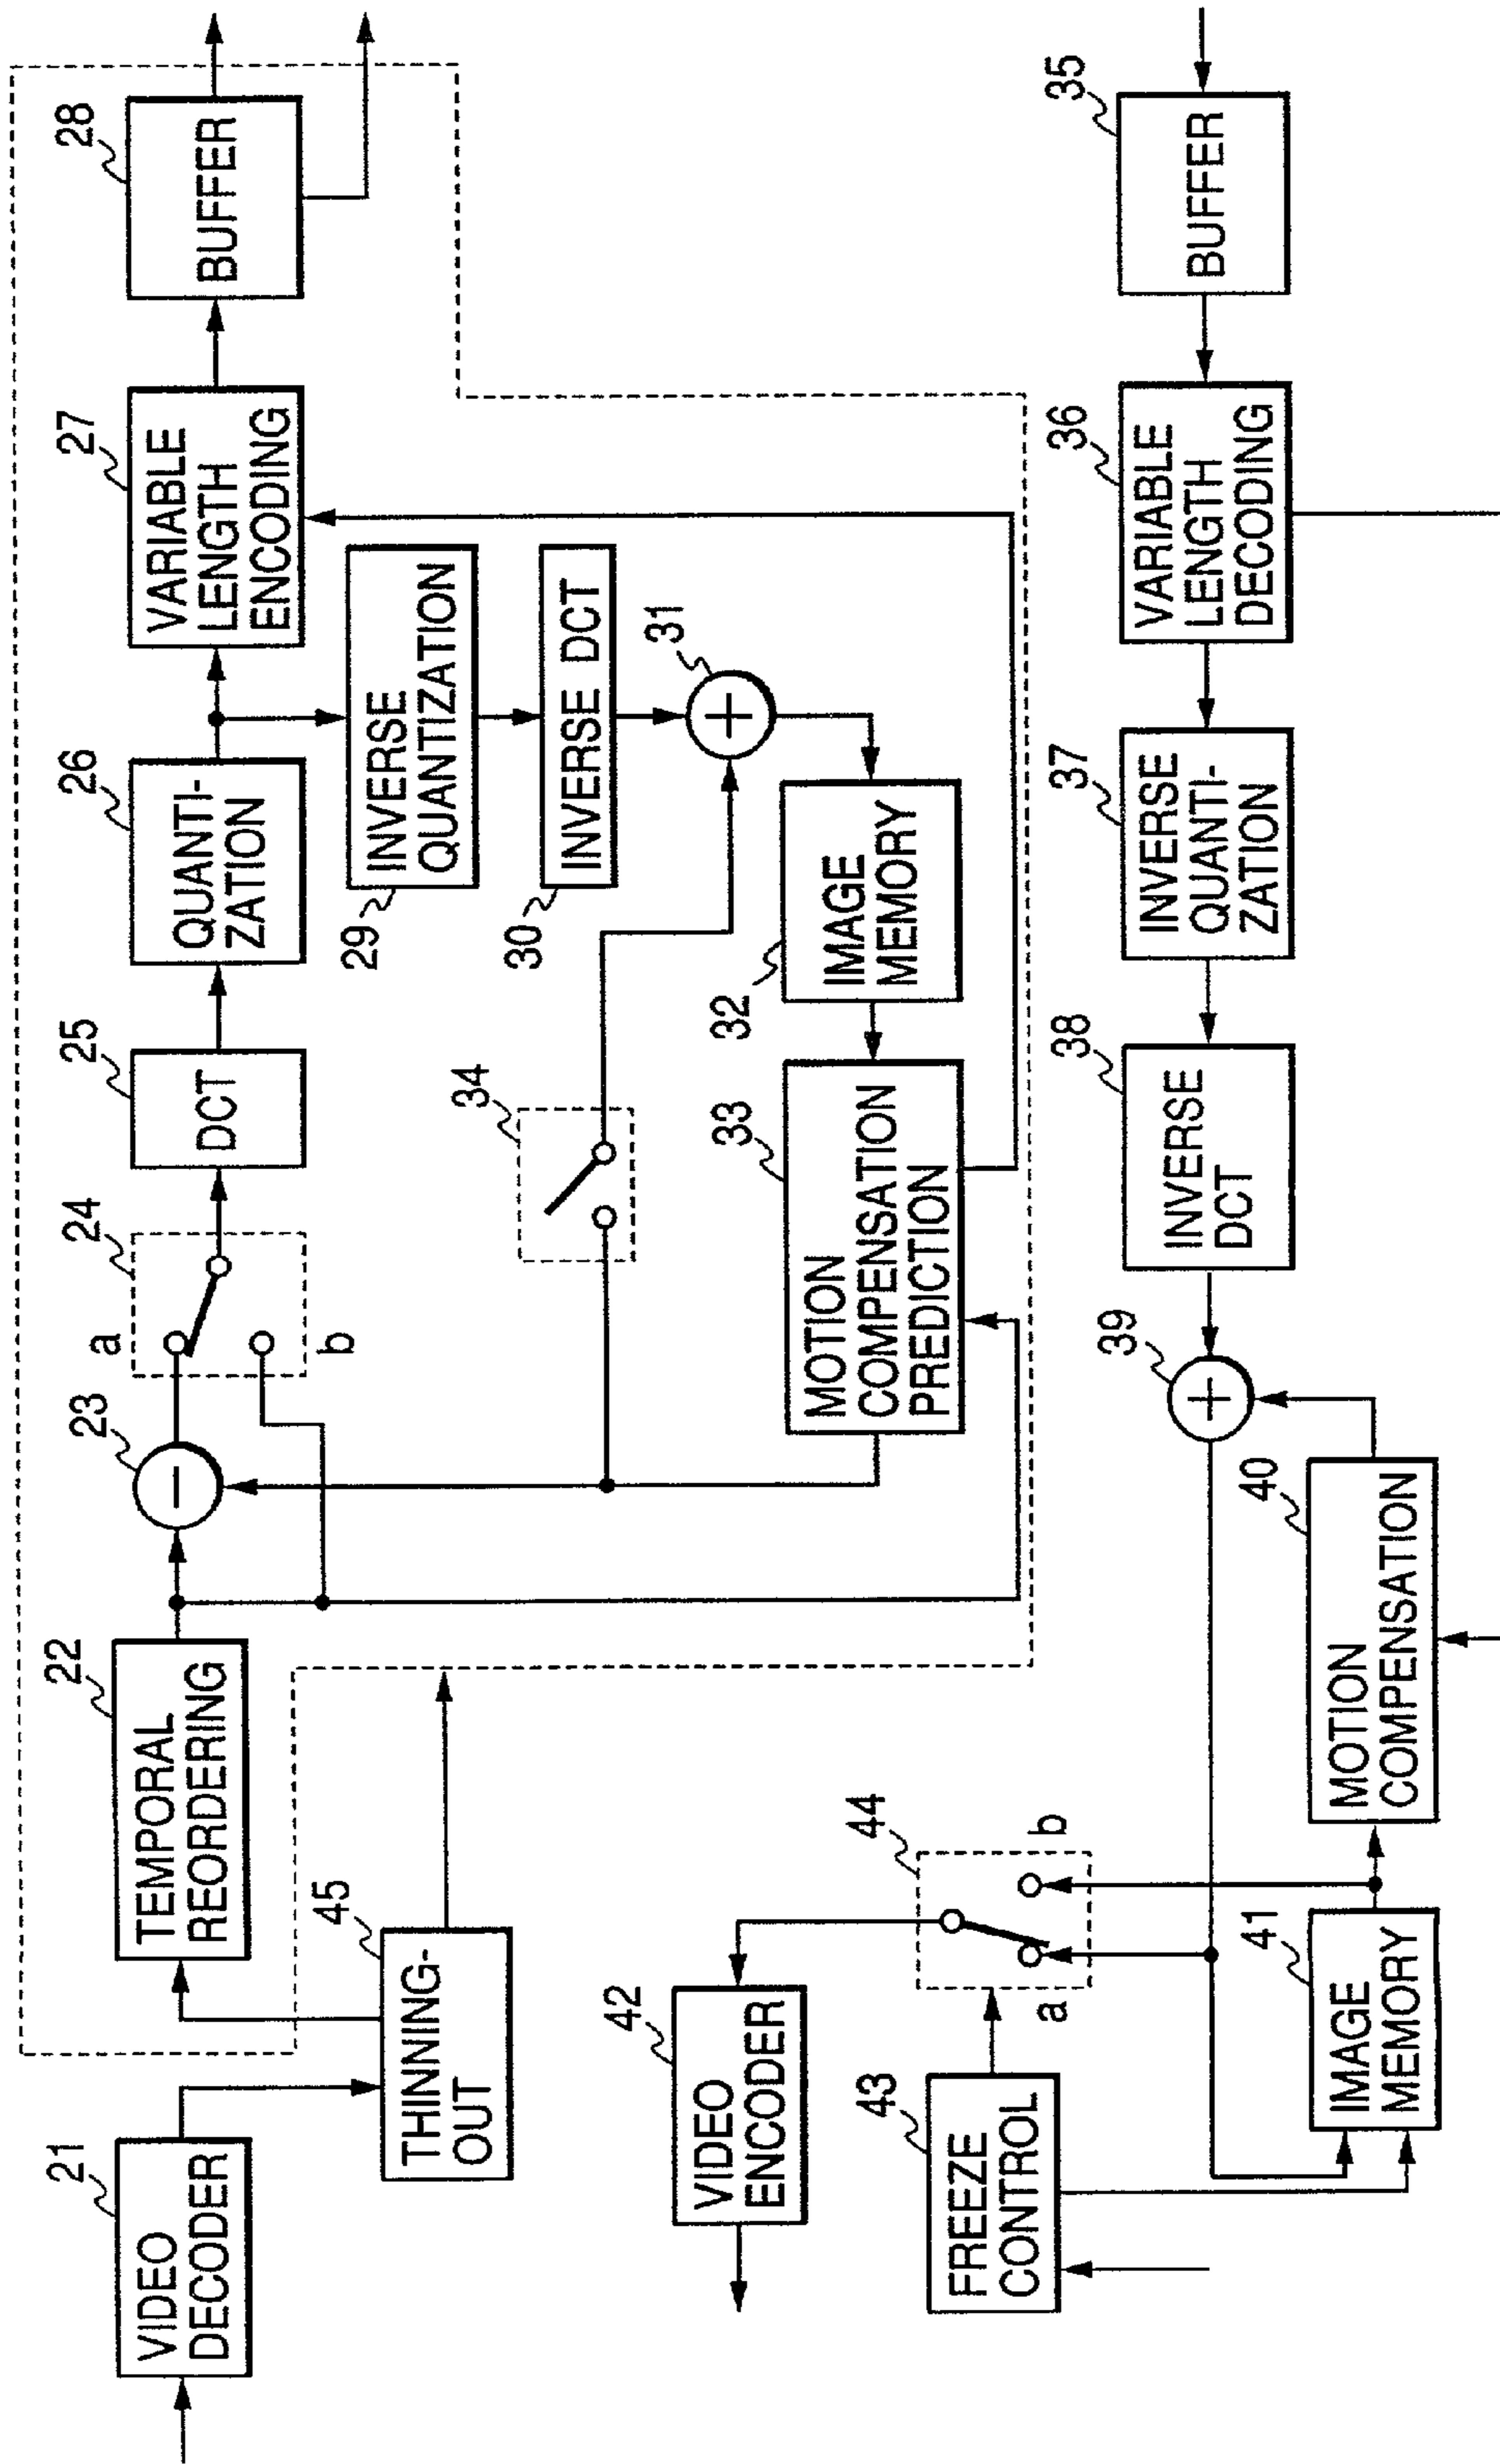 21
VIDEO
DECODER
22
TEMPORAL
REORDERING
45
THINNING-
OUT
23
24
a
b
25
DCT
26
QUANTI-
ZATION
27
VARIABLE
LENGTH
ENCODING
28
BUFFER
29
INVERSE
QUANTIZATION
30
INVERSE DCT
31
32
IMAGE
MEMORY
33
MOTION
COMPENSATION
PREDICTION
34
35
BUFFER
36
VARIABLE
LENGTH
DECODING
37
INVERSE
QUANTI-
ZATION
38
INVERSE
DCT
39
40
MOTION
COMPENSATION
41
IMAGE
MEMORY
42
VIDEO
ENCODER
43
FREEZE
CONTROL
44
a
b